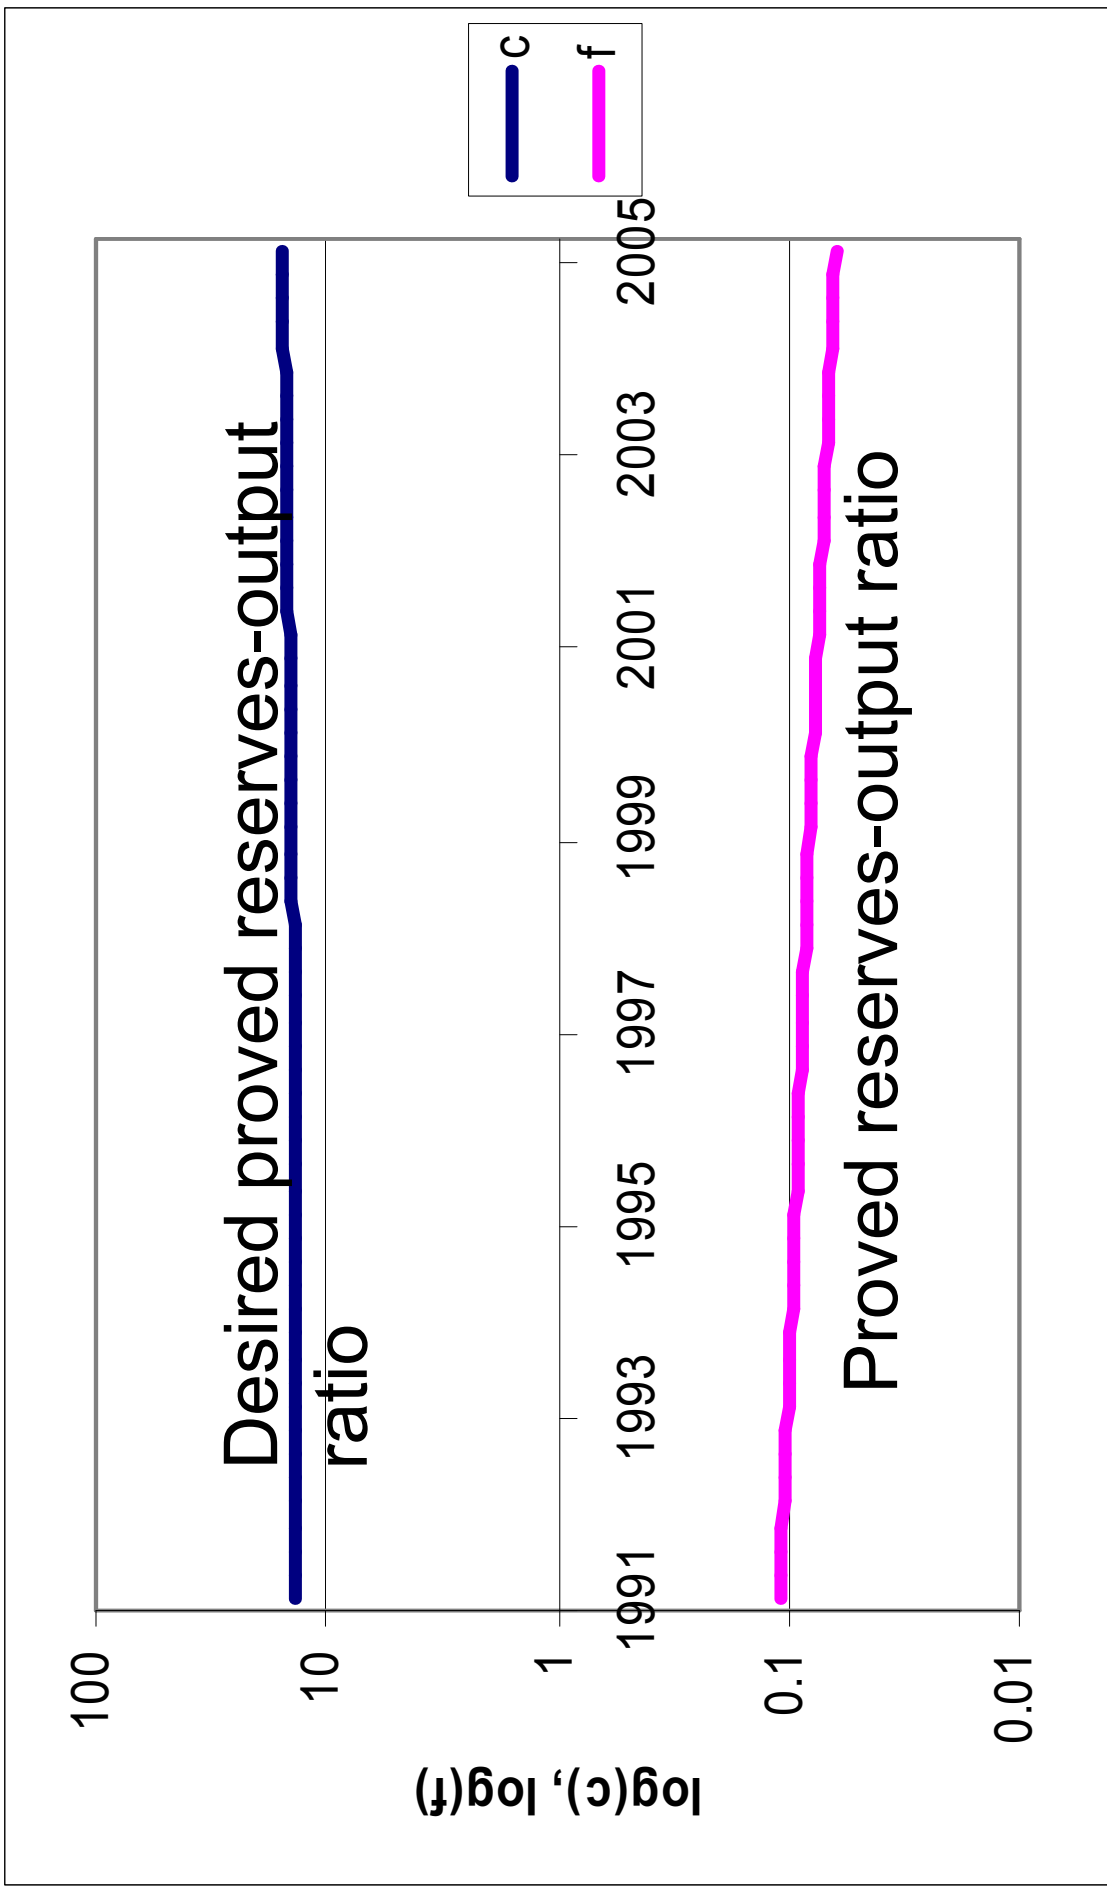 100
10
1
0.1
0.01
log(c), log(f)
Desired proved reserves-output
ratio
1991
1993
1995
1997
1999
2001
2003
2005
Proved reserves-output ratio
c
f